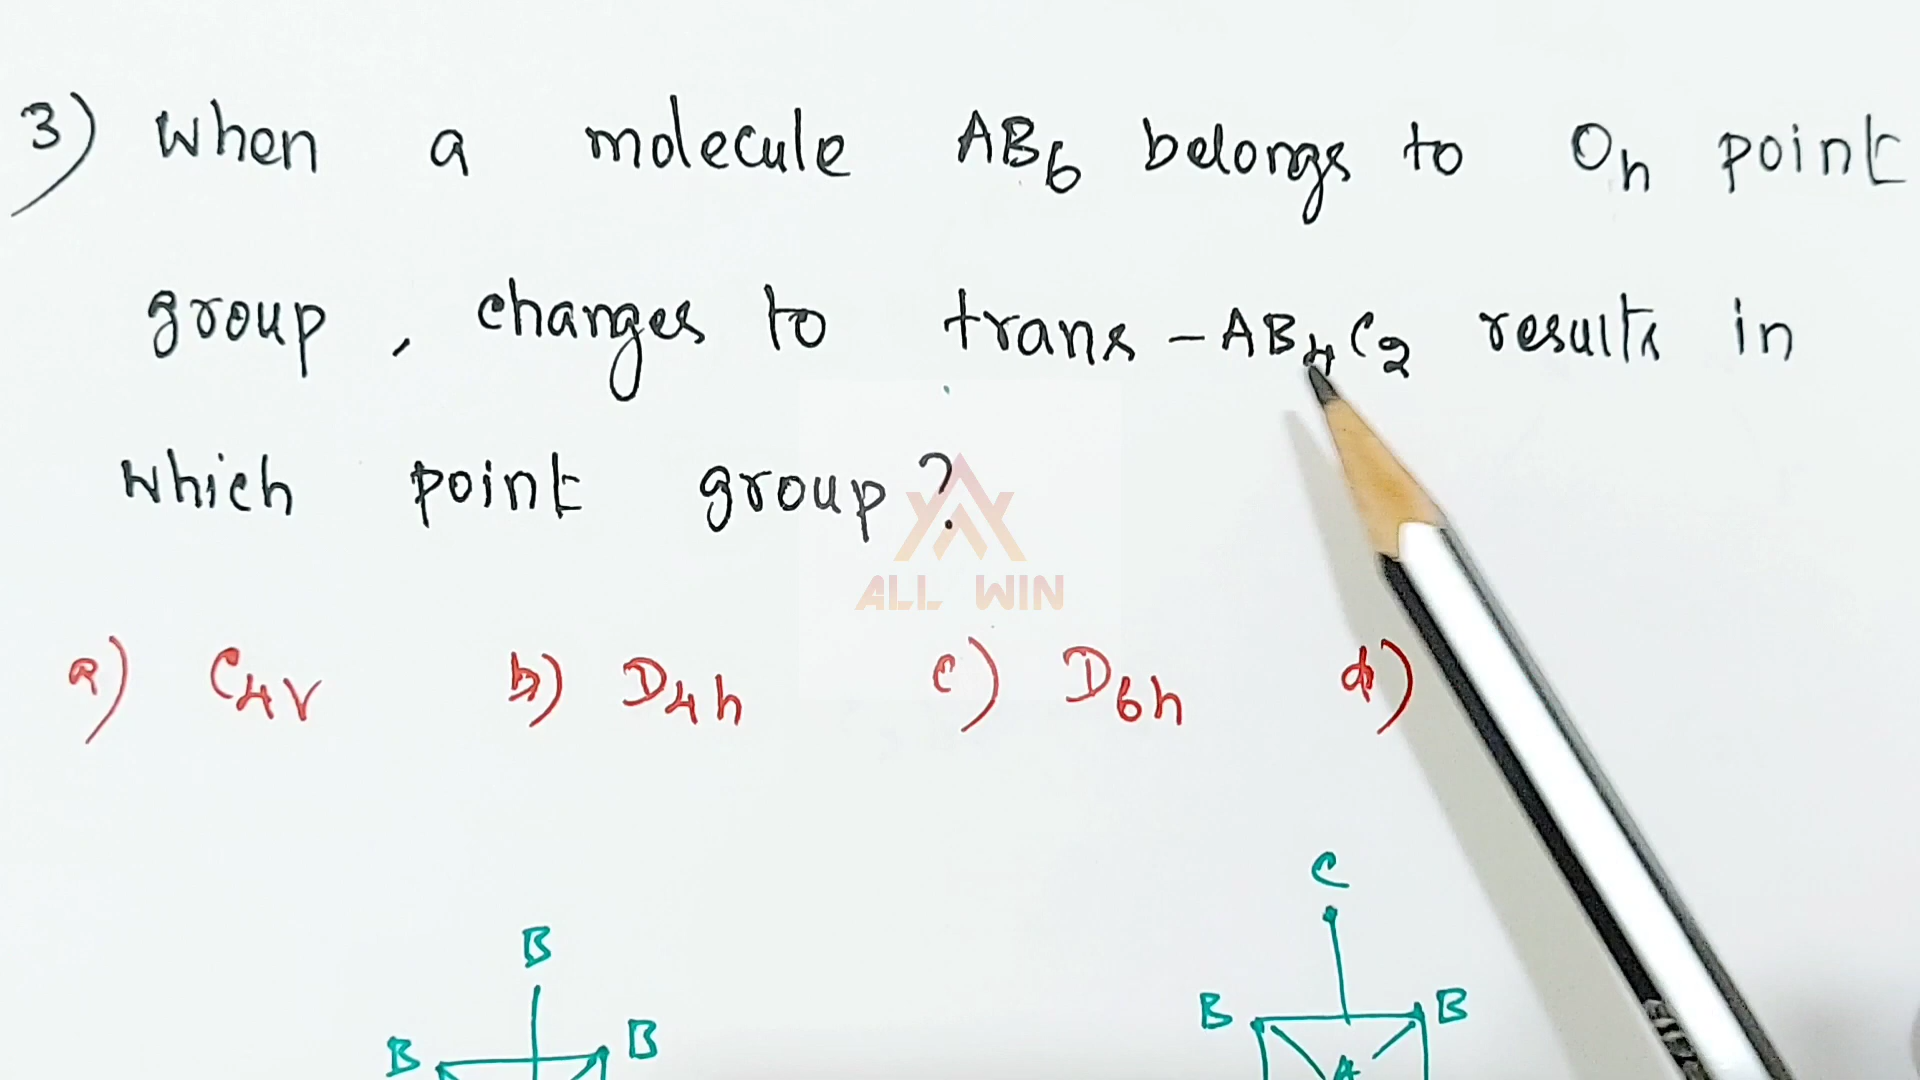 3) When a molecule AB6 belongs to Oh point
group, changes to trans - AB4C2 results in
which point group?
ALL WIN
a) C4v b) D4h c) D6h d)
C
B
B B
B B
A